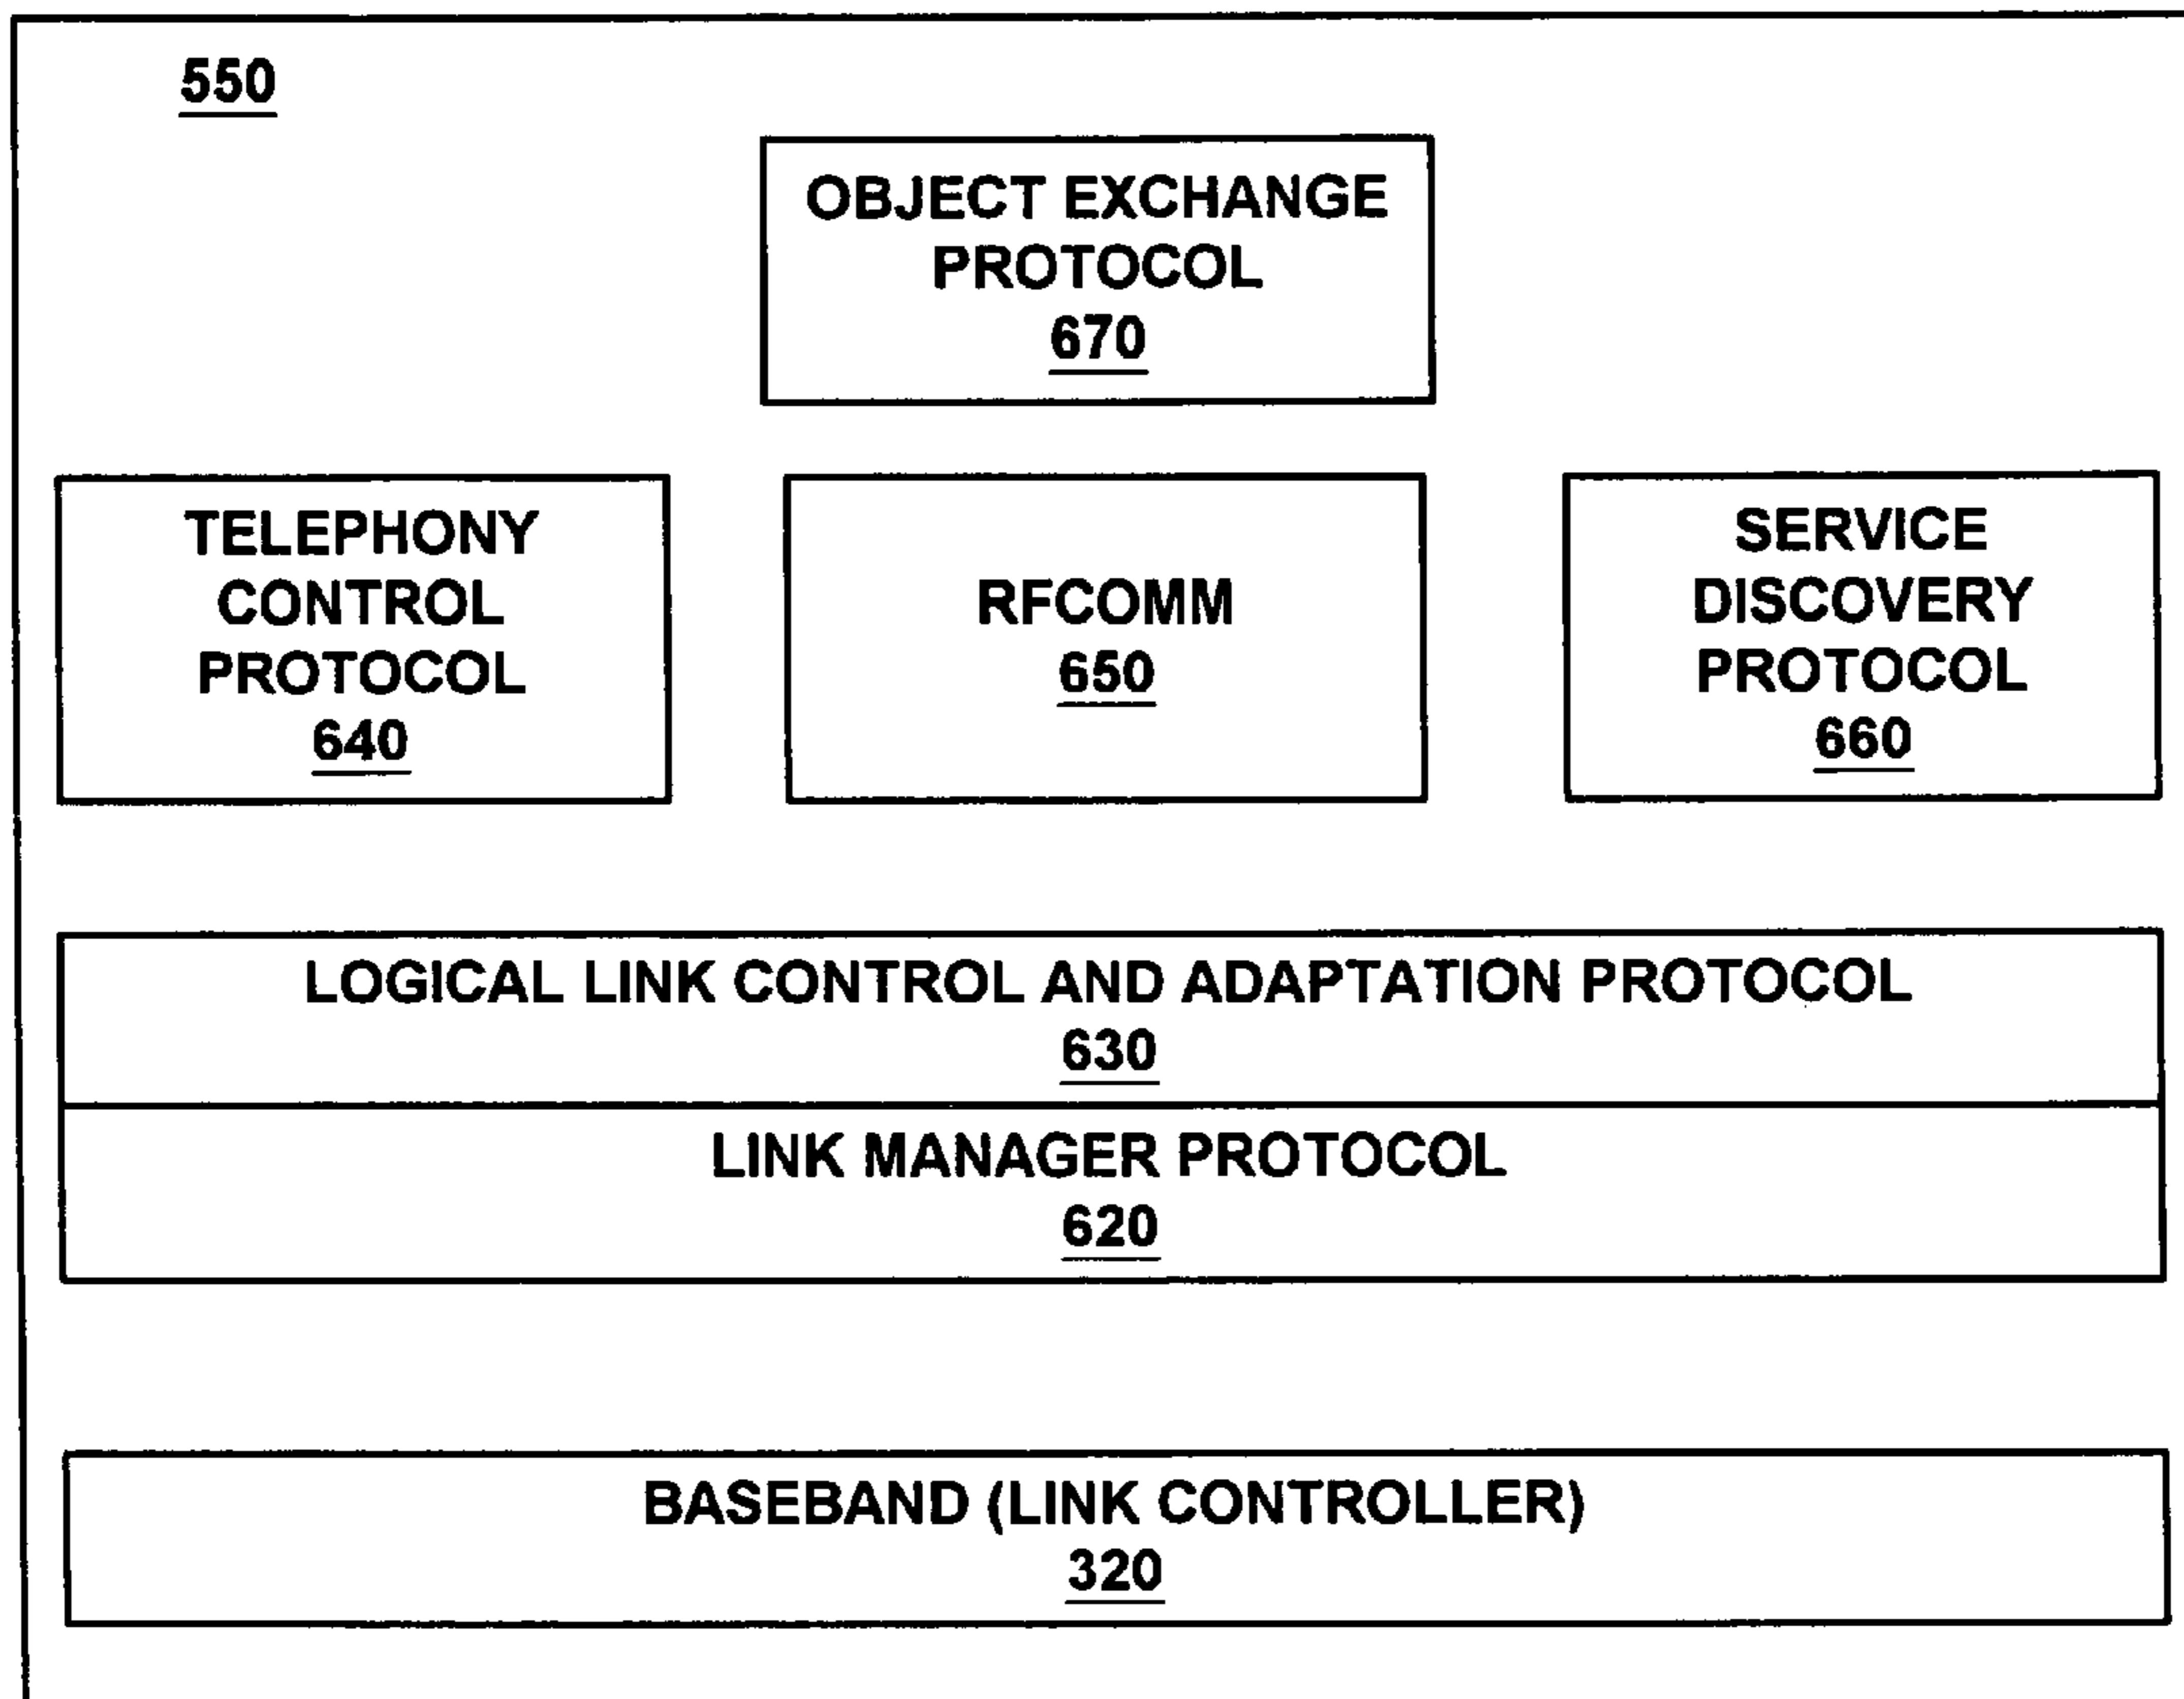 550
OBJECT EXCHANGE
PROTOCOL
670
TELEPHONY
CONTROL
PROTOCOL
640
RFCOMM
650
SERVICE
DISCOVERY
PROTOCOL
660
LOGICAL LINK CONTROL AND ADAPTATION PROTOCOL
630
LINK MANAGER PROTOCOL
620
BASEBAND (LINK CONTROLLER)
320